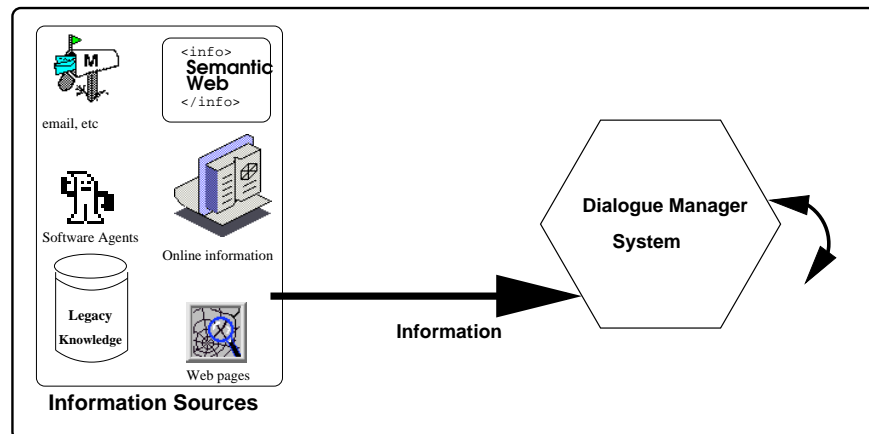 M
<info>
Semantic
Web
</info>
email, etc
Software Agents
Online information
Legacy
Knowledge
Web pages
Information Sources
Information
Dialogue Manager
System